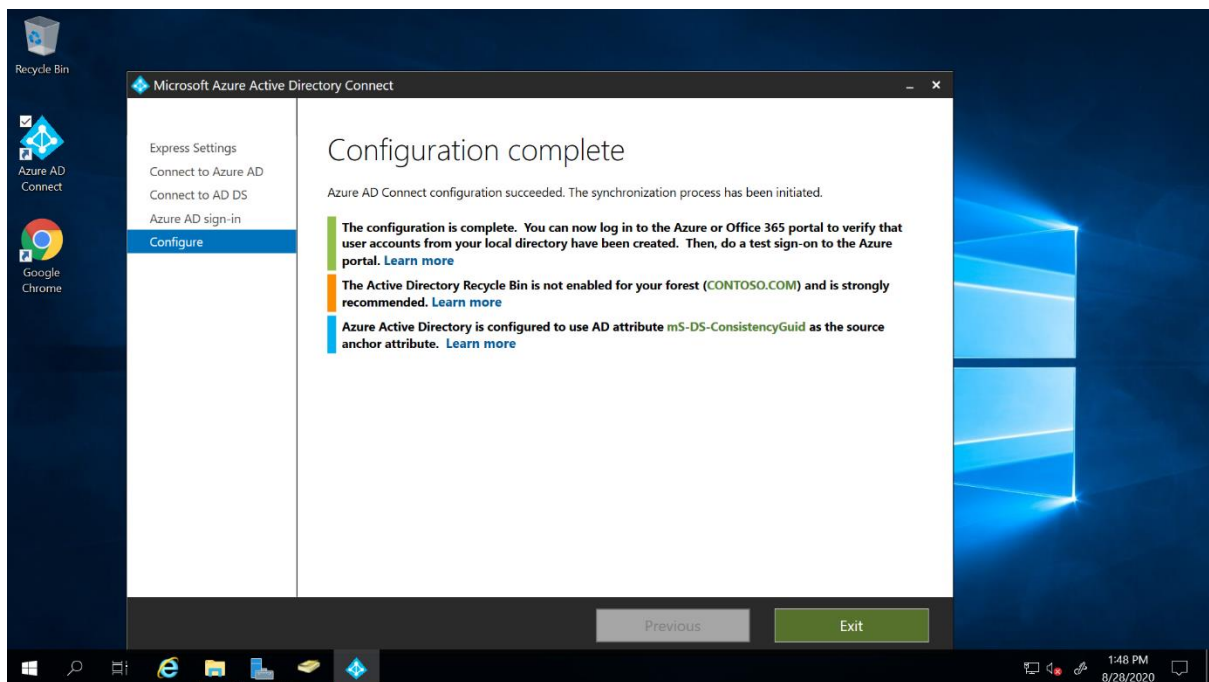 Recycle Bin
Microsoft Azure Active Directory Connect
Azure AD
Connect
Google
Chrome
Express Settings
Connect to Azure AD
Connect to AD DS
Azure AD sign-in
Configure
Configuration complete
Azure AD Connect configuration succeeded. The synchronization process has been initiated.
The configuration is complete. You can now log in to the Azure or Office 365 portal to verify that
user accounts from your local directory have been created. Then, do a test sign-on to the Azure
portal. Learn more
The Active Directory Recycle Bin is not enabled for your forest (CONTOSO.COM) and is strongly
recommended. Learn more
Azure Active Directory is configured to use AD attribute mS-DS-ConsistencyGuid as the source
anchor attribute. Learn more
Previous
Exit
1:48 PM
8/28/2020